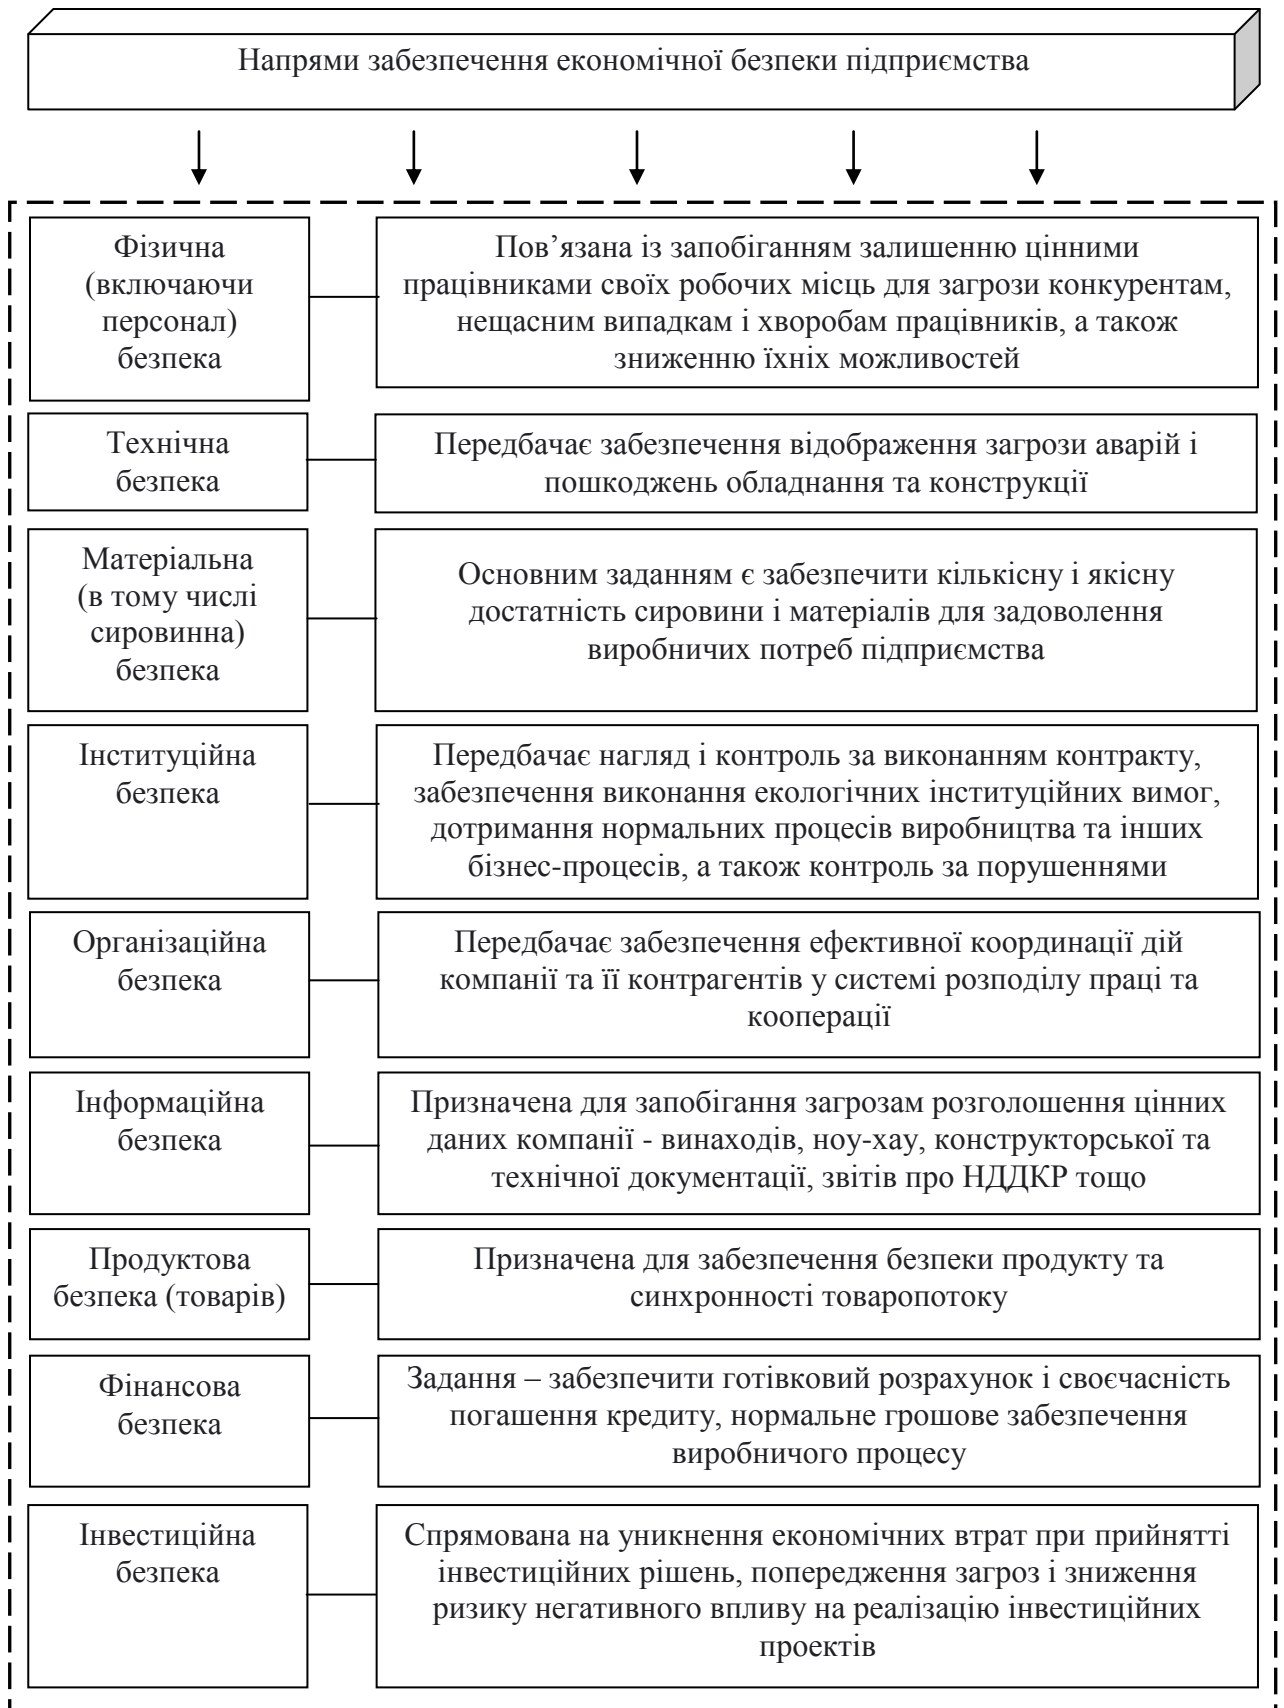 Напрями забезпечення економічної безпеки підприємства
Фізична
(включаючи
персонал)
безпека
Пов’язана із запобіганням залишенню цінними
працівниками своїх робочих місць для загрози конкурентам,
нещасним випадкам і хворобам працівників, а також
зниженню їхніх можливостей
Технічна
безпека
Передбачає забезпечення відображення загрози аварій і
пошкоджень обладнання та конструкції
Матеріальна
(в тому числі
сировинна)
безпека
Основним заданням є забезпечити кількісну і якісну
достатність сировини і матеріалів для задоволення
виробничих потреб підприємства
Інституційна
безпека
Передбачає нагляд і контроль за виконанням контракту,
забезпечення виконання екологічних інституційних вимог,
дотримання нормальних процесів виробництва та інших
бізнес-процесів, а також контроль за порушеннями
Організаційна
безпека
Передбачає забезпечення ефективної координації дій
компанії та її контрагентів у системі розподілу праці та
кооперації
Інформаційна
безпека
Призначена для запобігання загрозам розголошення цінних
даних компанії - винаходів, ноу-хау, конструкторської та
технічної документації, звітів про НДДКР тощо
Продуктова
безпека (товарів)
Призначена для забезпечення безпеки продукту та
синхронності товаропотоку
Фінансова
безпека
Задання – забезпечити готівковий розрахунок і своєчасність
погашення кредиту, нормальне грошове забезпечення
виробничого процесу
Інвестиційна
безпека
Спрямована на уникнення економічних втрат при прийнятті
інвестиційних рішень, попередження загроз і зниження
ризику негативного впливу на реалізацію інвестиційних
проектів